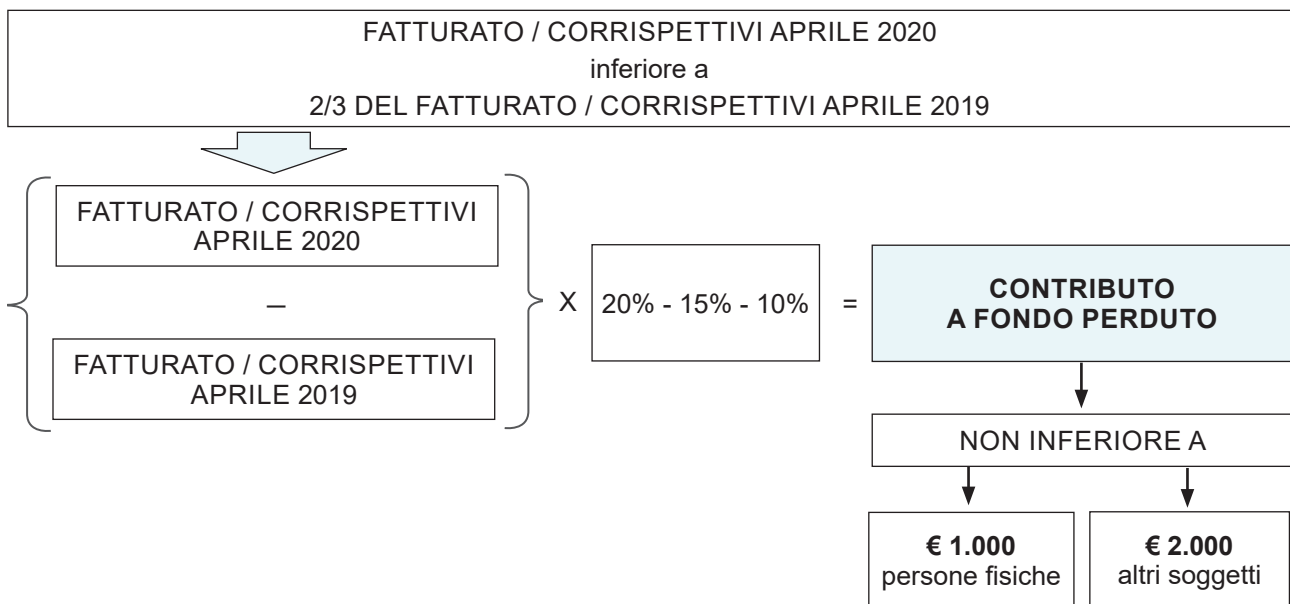 FATTURATO / CORRISPETTIVI APRILE 2020
inferiore a
2/3 DEL FATTURATO / CORRISPETTIVI APRILE 2019
FATTURATO / CORRISPETTIVI
APRILE 2020
–
FATTURATO / CORRISPETTIVI
APRILE 2019
X
20% - 15% - 10%
=
CONTRIBUTO
A FONDO PERDUTO
NON INFERIORE A
€ 1.000
persone fisiche
€ 2.000
altri soggetti